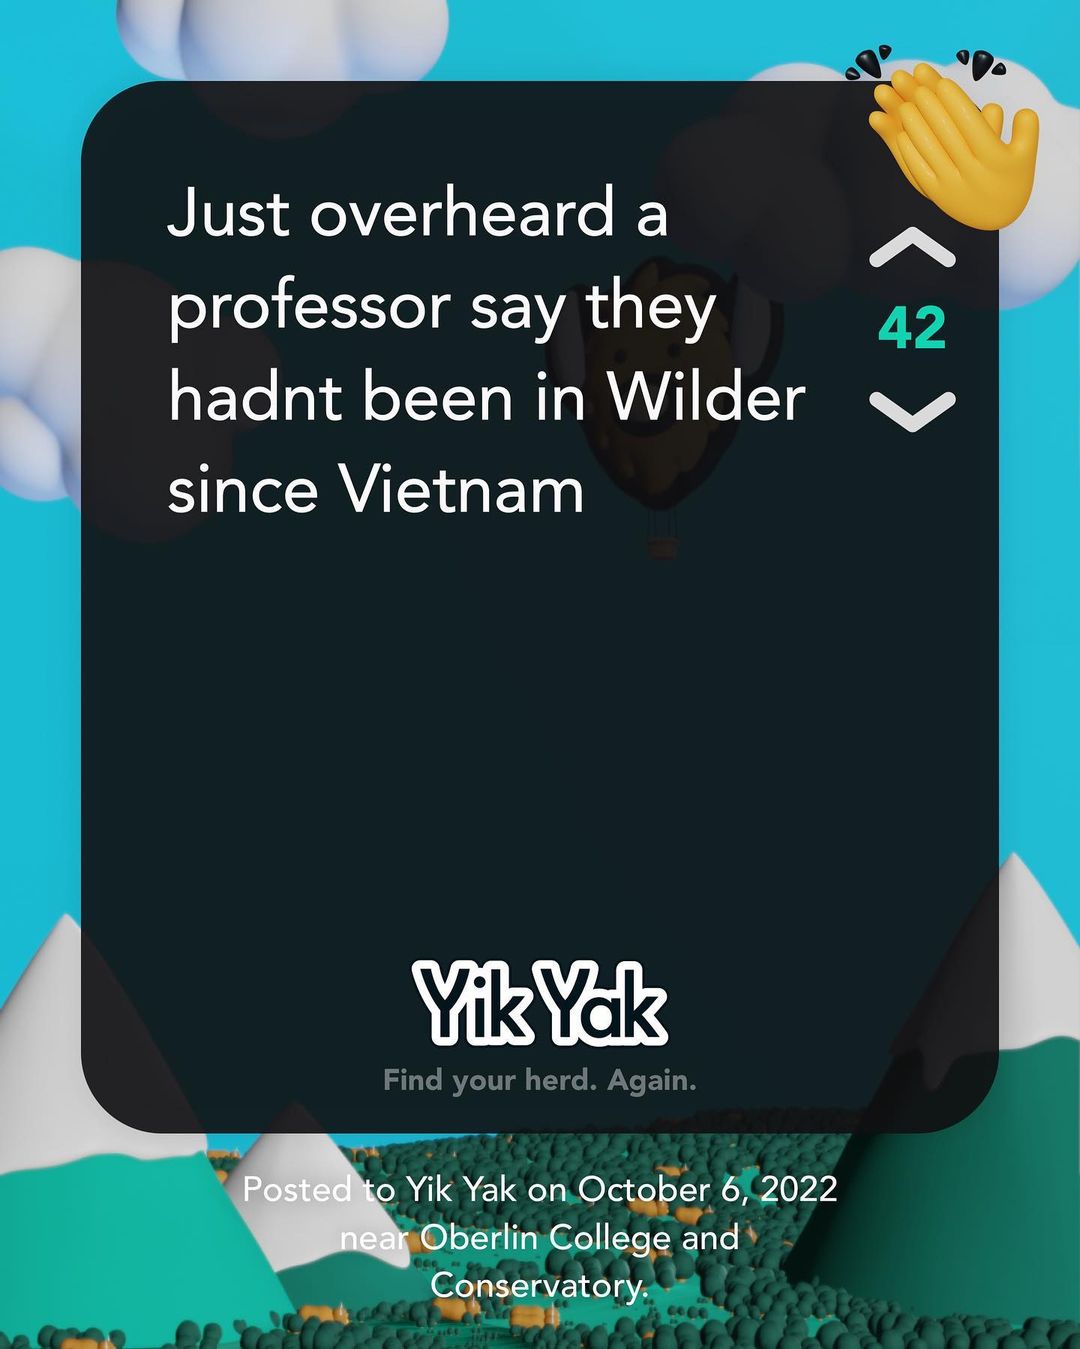 Just overheard a
professor say they
hadnt been in Wilder
since Vietnam
42
Yik Yak
Find your herd. Again.
Posted to Yik Yak on October 6, 2022
near Oberlin College and
Conservatory.